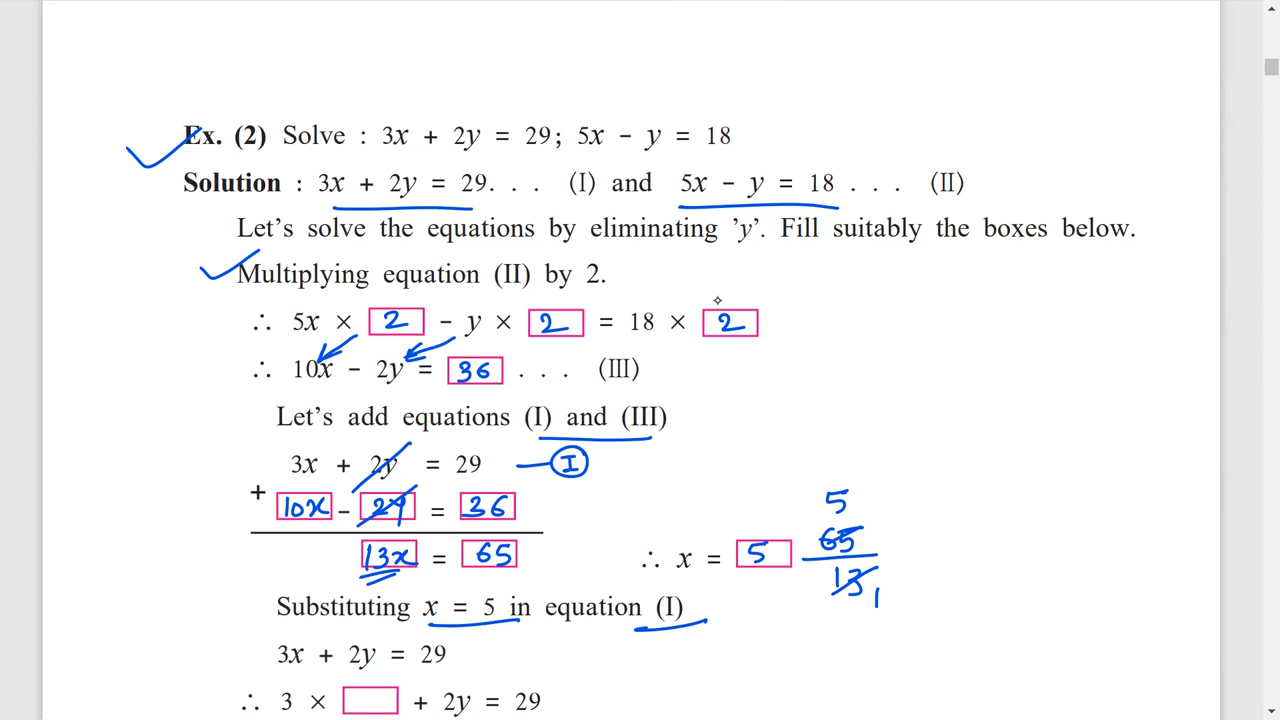 Ex. (2) Solve : 3x + 2y = 29; 5x − y = 18
Solution : 3x + 2y = 29. . . (I) and 5x − y = 18 . . . (II)
Let's solve the equations by eliminating 'y'. Fill suitably the boxes below.
Multiplying equation (II) by 2.
∴ 5x × 2 − y × 2 = 18 × 2
∴ 10x − 2y = 36 . . . (III)
Let's add equations (I) and (III)
3x + 2y = 29 — I
+ 10x − 2y = 36
13x = 65 ∴ x = 5 5 65 13 1
Substituting x = 5 in equation (I)
3x + 2y = 29
∴ 3 × + 2y = 29